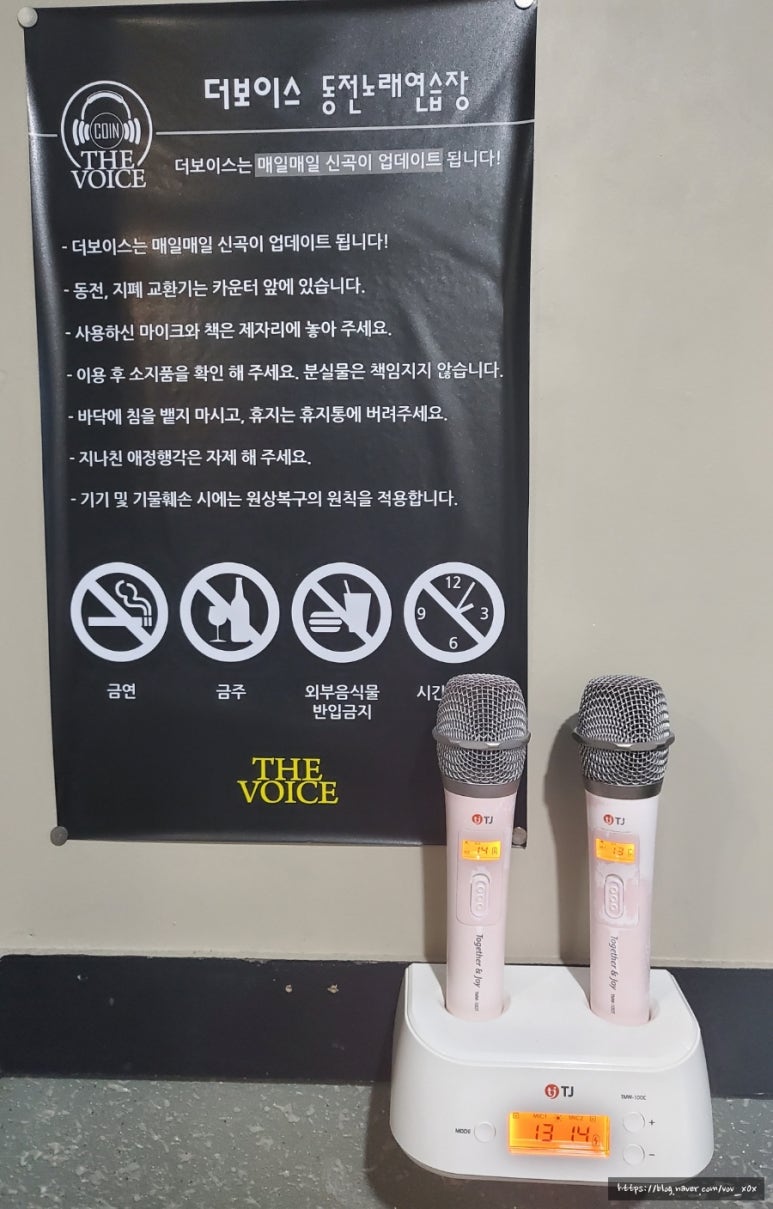 더보이스 동전노래연습장
COIN
THE
VOICE
더보이스는 매일매일 신곡이 업데이트 됩니다!
- 더보이스는 매일매일 신곡이 업데이트 됩니다!
- 동전, 지폐 교환기는 카운터 앞에 있습니다.
- 사용하신 마이크와 책은 제자리에 놓아 주세요.
- 이용 후 소지품을 확인 해 주세요. 분실물은 책임지지 않습니다.
- 바닥에 침을 뱉지 마시고, 휴지는 휴지통에 버려주세요.
- 지나친 애정행각은 자제 해 주세요.
- 기기 및 기물훼손 시에는 원상복구의 원칙을 적용합니다.
12
9 3
6
금연 금주 외부음식물 시간
반입금지
THE
VOICE
TJ TJ
14 13
Together & Joy Together & Joy
TJ
TMW-100C
MODE
MIC1 MIC2
13 14
+
-
https://blog.naver.com/vov_x0x